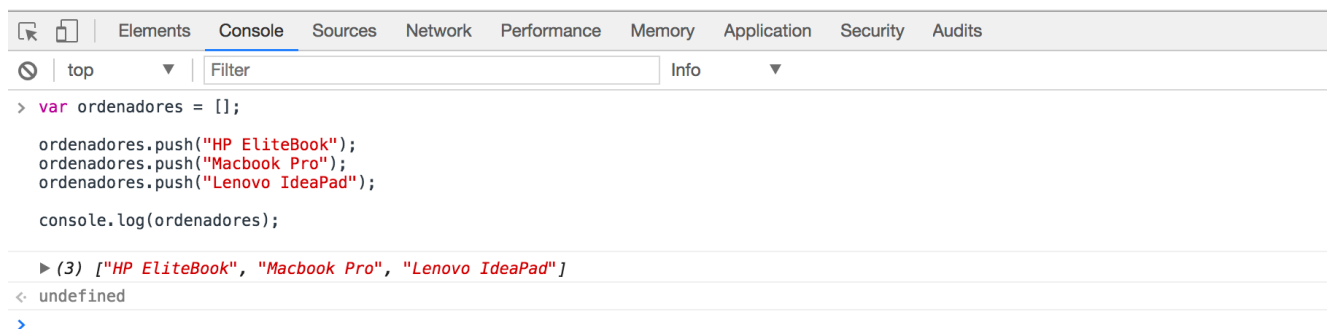 Elements Console Sources Network Performance Memory Application Security Audits
top Filter Info
> var ordenadores = [];
ordenadores.push("HP EliteBook");
ordenadores.push("Macbook Pro");
ordenadores.push("Lenovo IdeaPad");
console.log(ordenadores);
(3) ["HP EliteBook", "Macbook Pro", "Lenovo IdeaPad"]
undefined
>